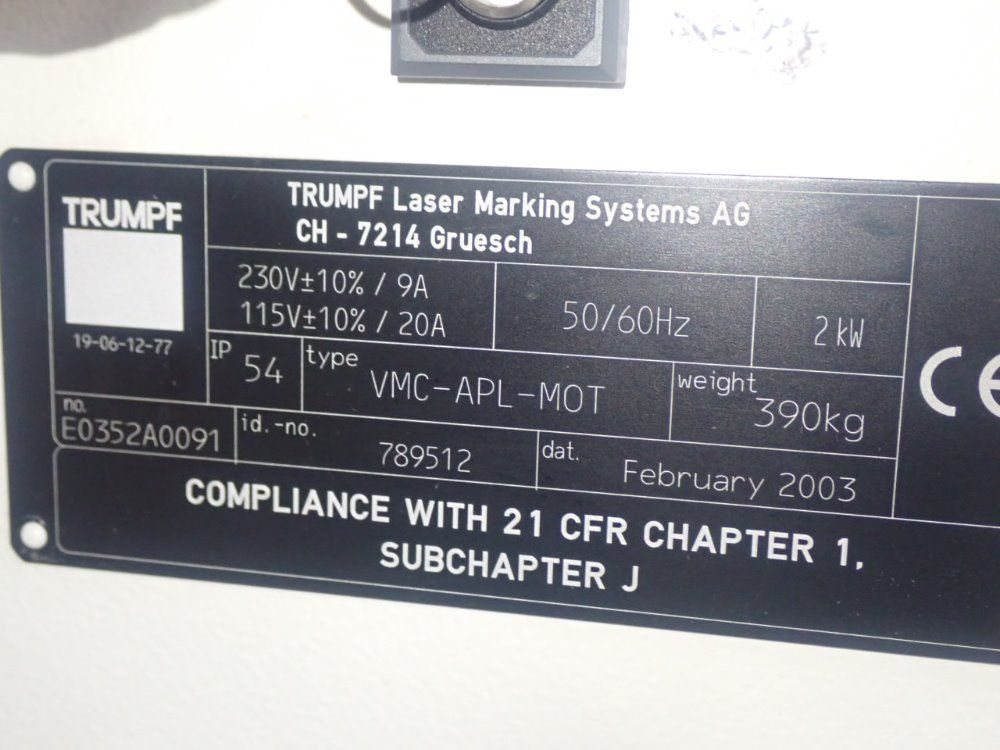 TRUMPF
TRUMPF Laser Marking Systems AG
CH - 7214 Gruesch
230V±10% / 9A
115V±10% / 20A
50/60Hz
2 kW
19-06-12-77
IP 54
type VMC-APL-MOT
weight 390kg
no. E0352A0091
id.-no. 789512
dat. February 2003
COMPLIANCE WITH 21 CFR CHAPTER 1,
SUBCHAPTER J
CE